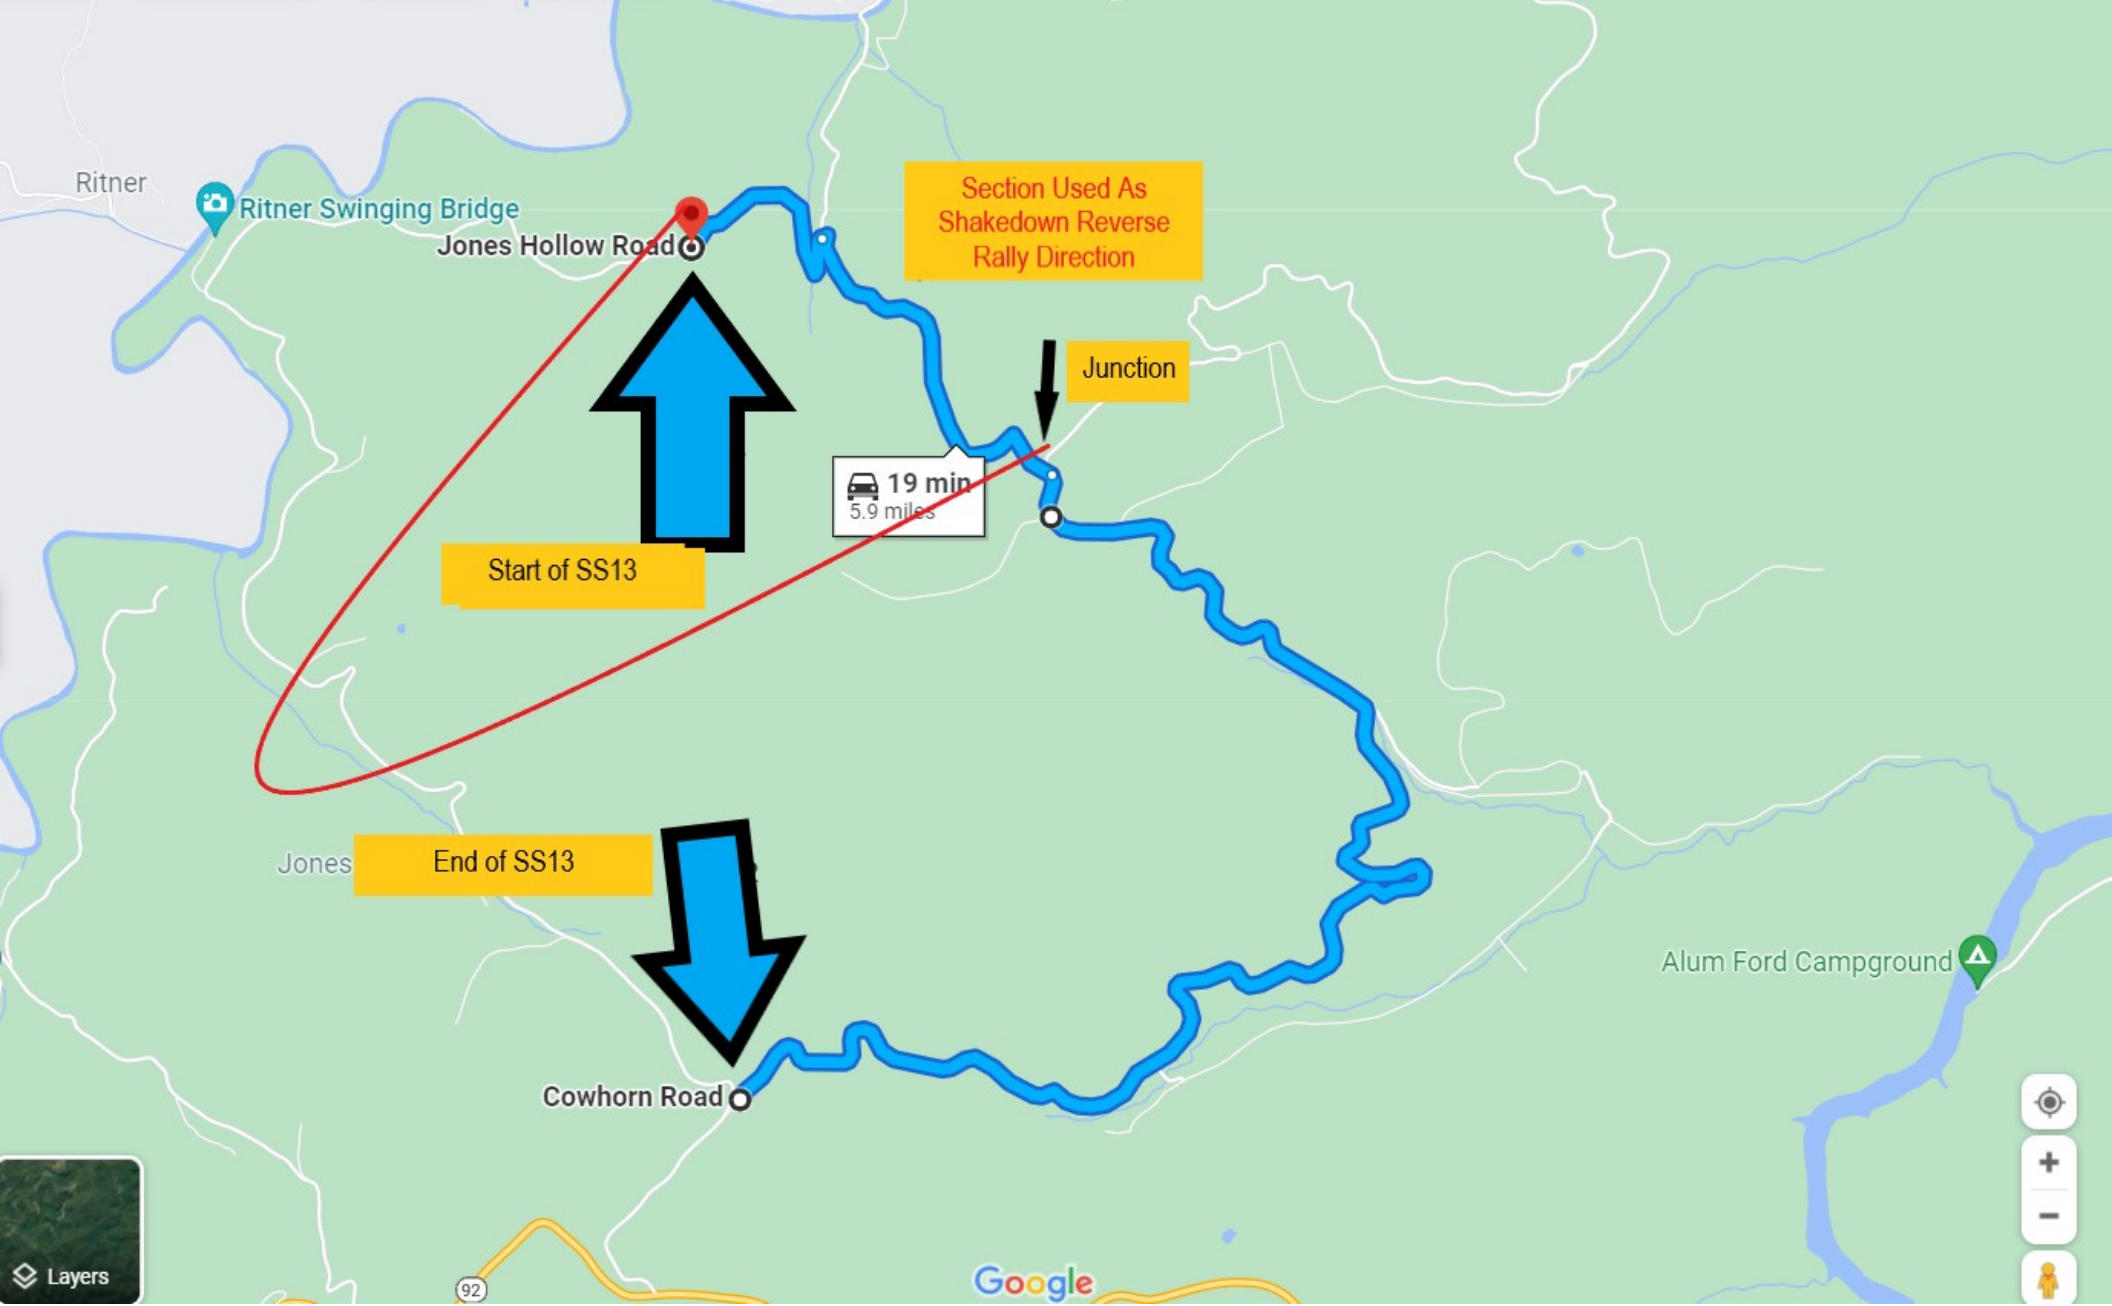 Ritner
Ritner Swinging Bridge
Jones Hollow Road
Section Used As
Shakedown Reverse
Rally Direction
Junction
19 min
5.9 miles
Start of SS13
Jones
End of SS13
Alum Ford Campground
Cowhorn Road
Layers
92
Google